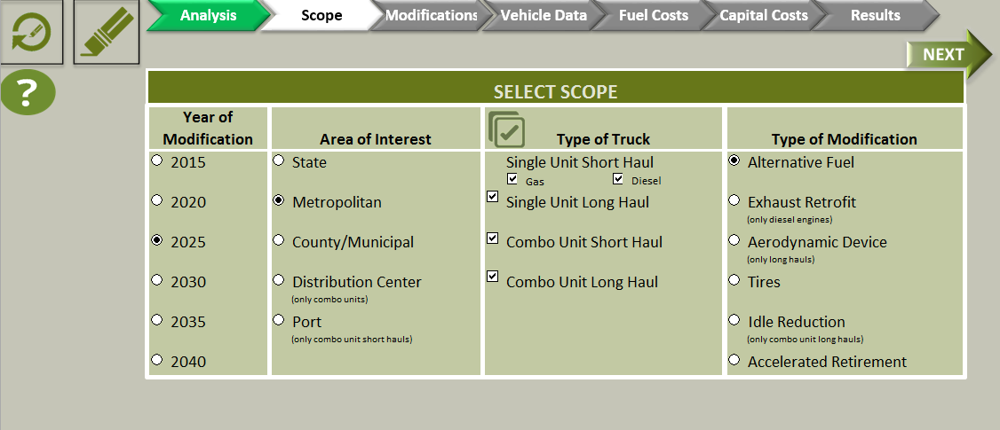 Analysis
Scope
Modifications
Vehicle Data
Fuel Costs
Capital Costs
Results
NEXT
?
SELECT SCOPE
Year of
Modification
Area of Interest
Type of Truck
Type of Modification
2015
State
Single Unit Short Haul
Alternative Fuel
Gas
Diesel
2020
Metropolitan
Single Unit Long Haul
Exhaust Retrofit
(only diesel engines)
2025
County/Municipal
Combo Unit Short Haul
Aerodynamic Device
(only long hauls)
2030
Distribution Center
Combo Unit Long Haul
Tires
(only combo units)
2035
Port
Idle Reduction
(only combo unit short hauls)
(only combo unit long hauls)
2040
Accelerated Retirement